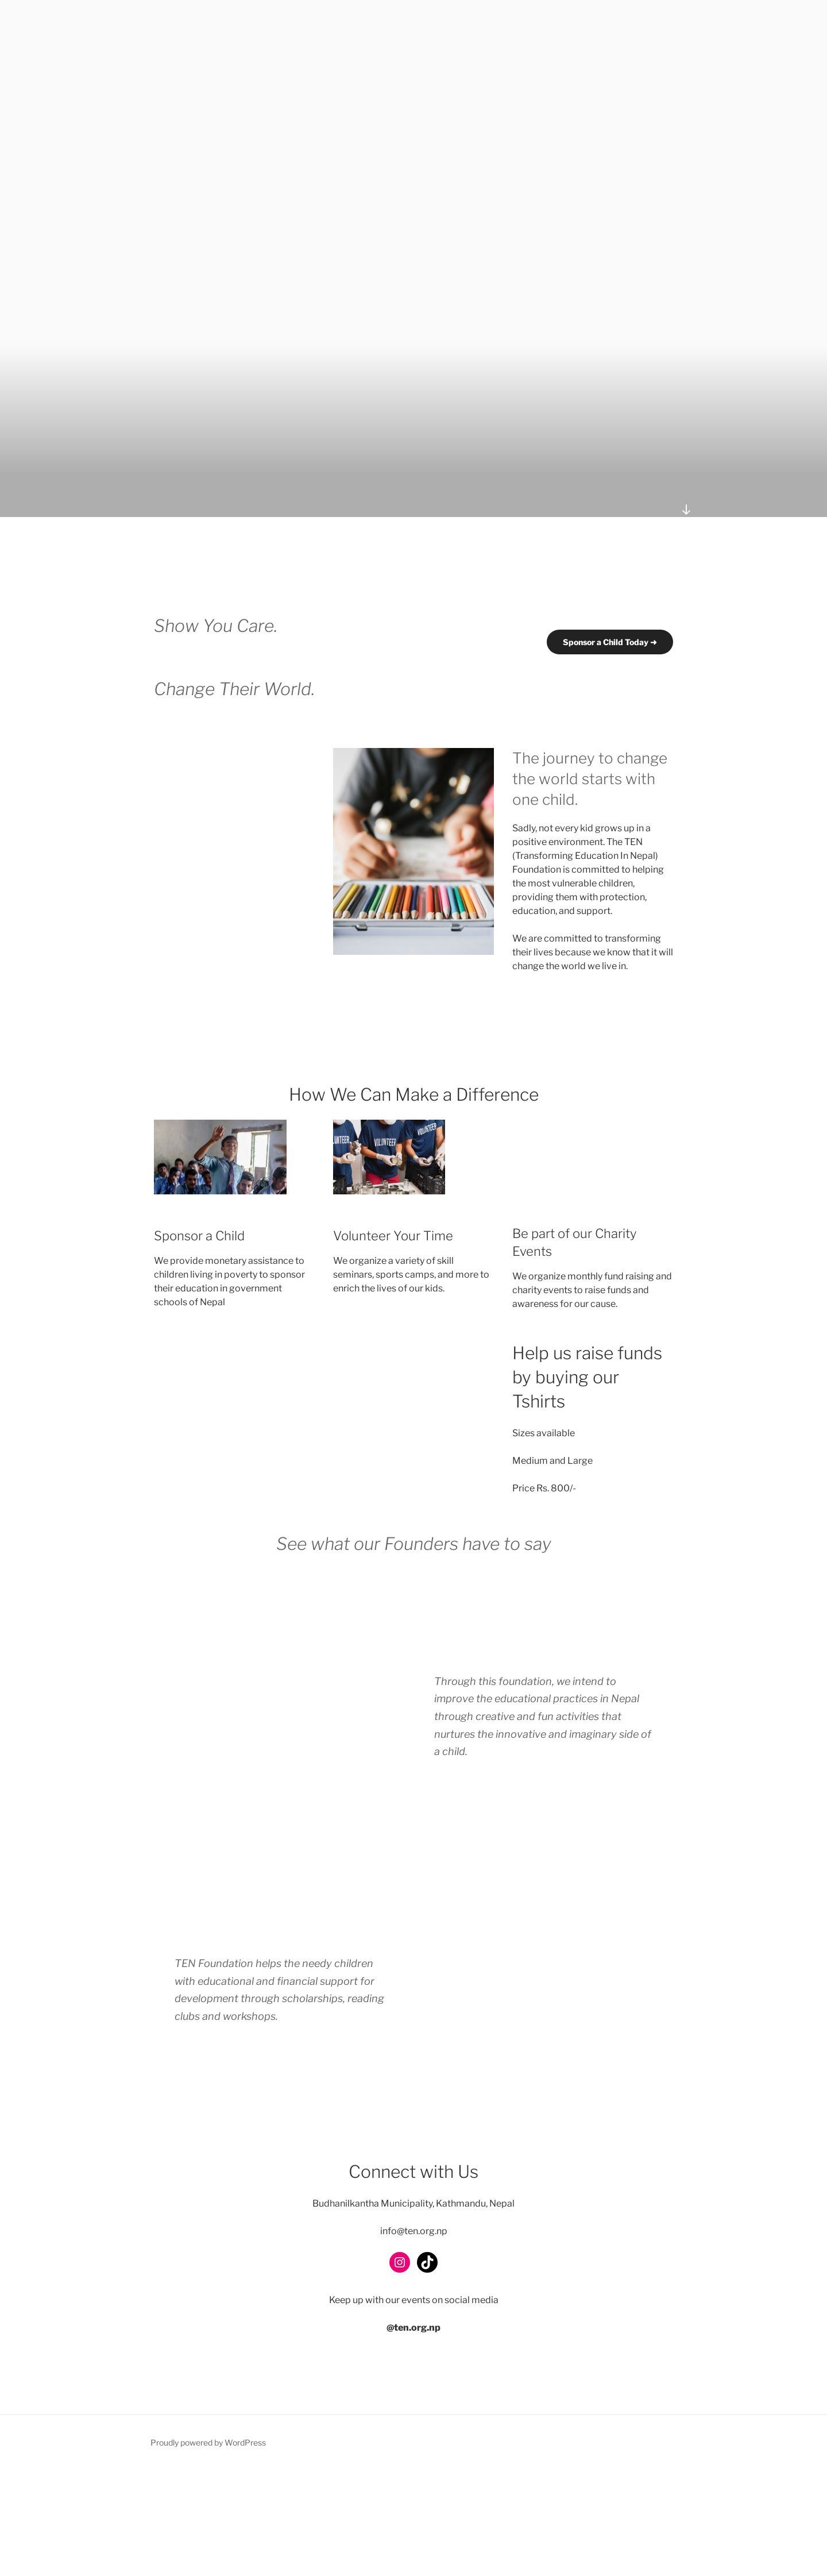 Show You Care.
Sponsor a Child Today ➜
Change Their World.
The journey to change
the world starts with
one child.
Sadly, not every kid grows up in a
positive environment. The TEN
(Transforming Education In Nepal)
Foundation is committed to helping
the most vulnerable children,
providing them with protection,
education, and support.
We are committed to transforming
their lives because we know that it will
change the world we live in.
How We Can Make a Difference
VOLUNTEER
VOLUNTEER
VOLUNTEER
Sponsor a Child
We provide monetary assistance to
children living in poverty to sponsor
their education in government
schools of Nepal
Volunteer Your Time
We organize a variety of skill
seminars, sports camps, and more to
enrich the lives of our kids.
Be part of our Charity
Events
We organize monthly fund raising and
charity events to raise funds and
awareness for our cause.
Help us raise funds
by buying our
Tshirts
Sizes available
Medium and Large
Price Rs. 800/-
See what our Founders have to say
Through this foundation, we intend to
improve the educational practices in Nepal
through creative and fun activities that
nurtures the innovative and imaginary side of
a child.
TEN Foundation helps the needy children
with educational and financial support for
development through scholarships, reading
clubs and workshops.
Connect with Us
Budhanilkantha Municipality, Kathmandu, Nepal
info@ten.org.np
Keep up with our events on social media
@ten.org.np
Proudly powered by WordPress